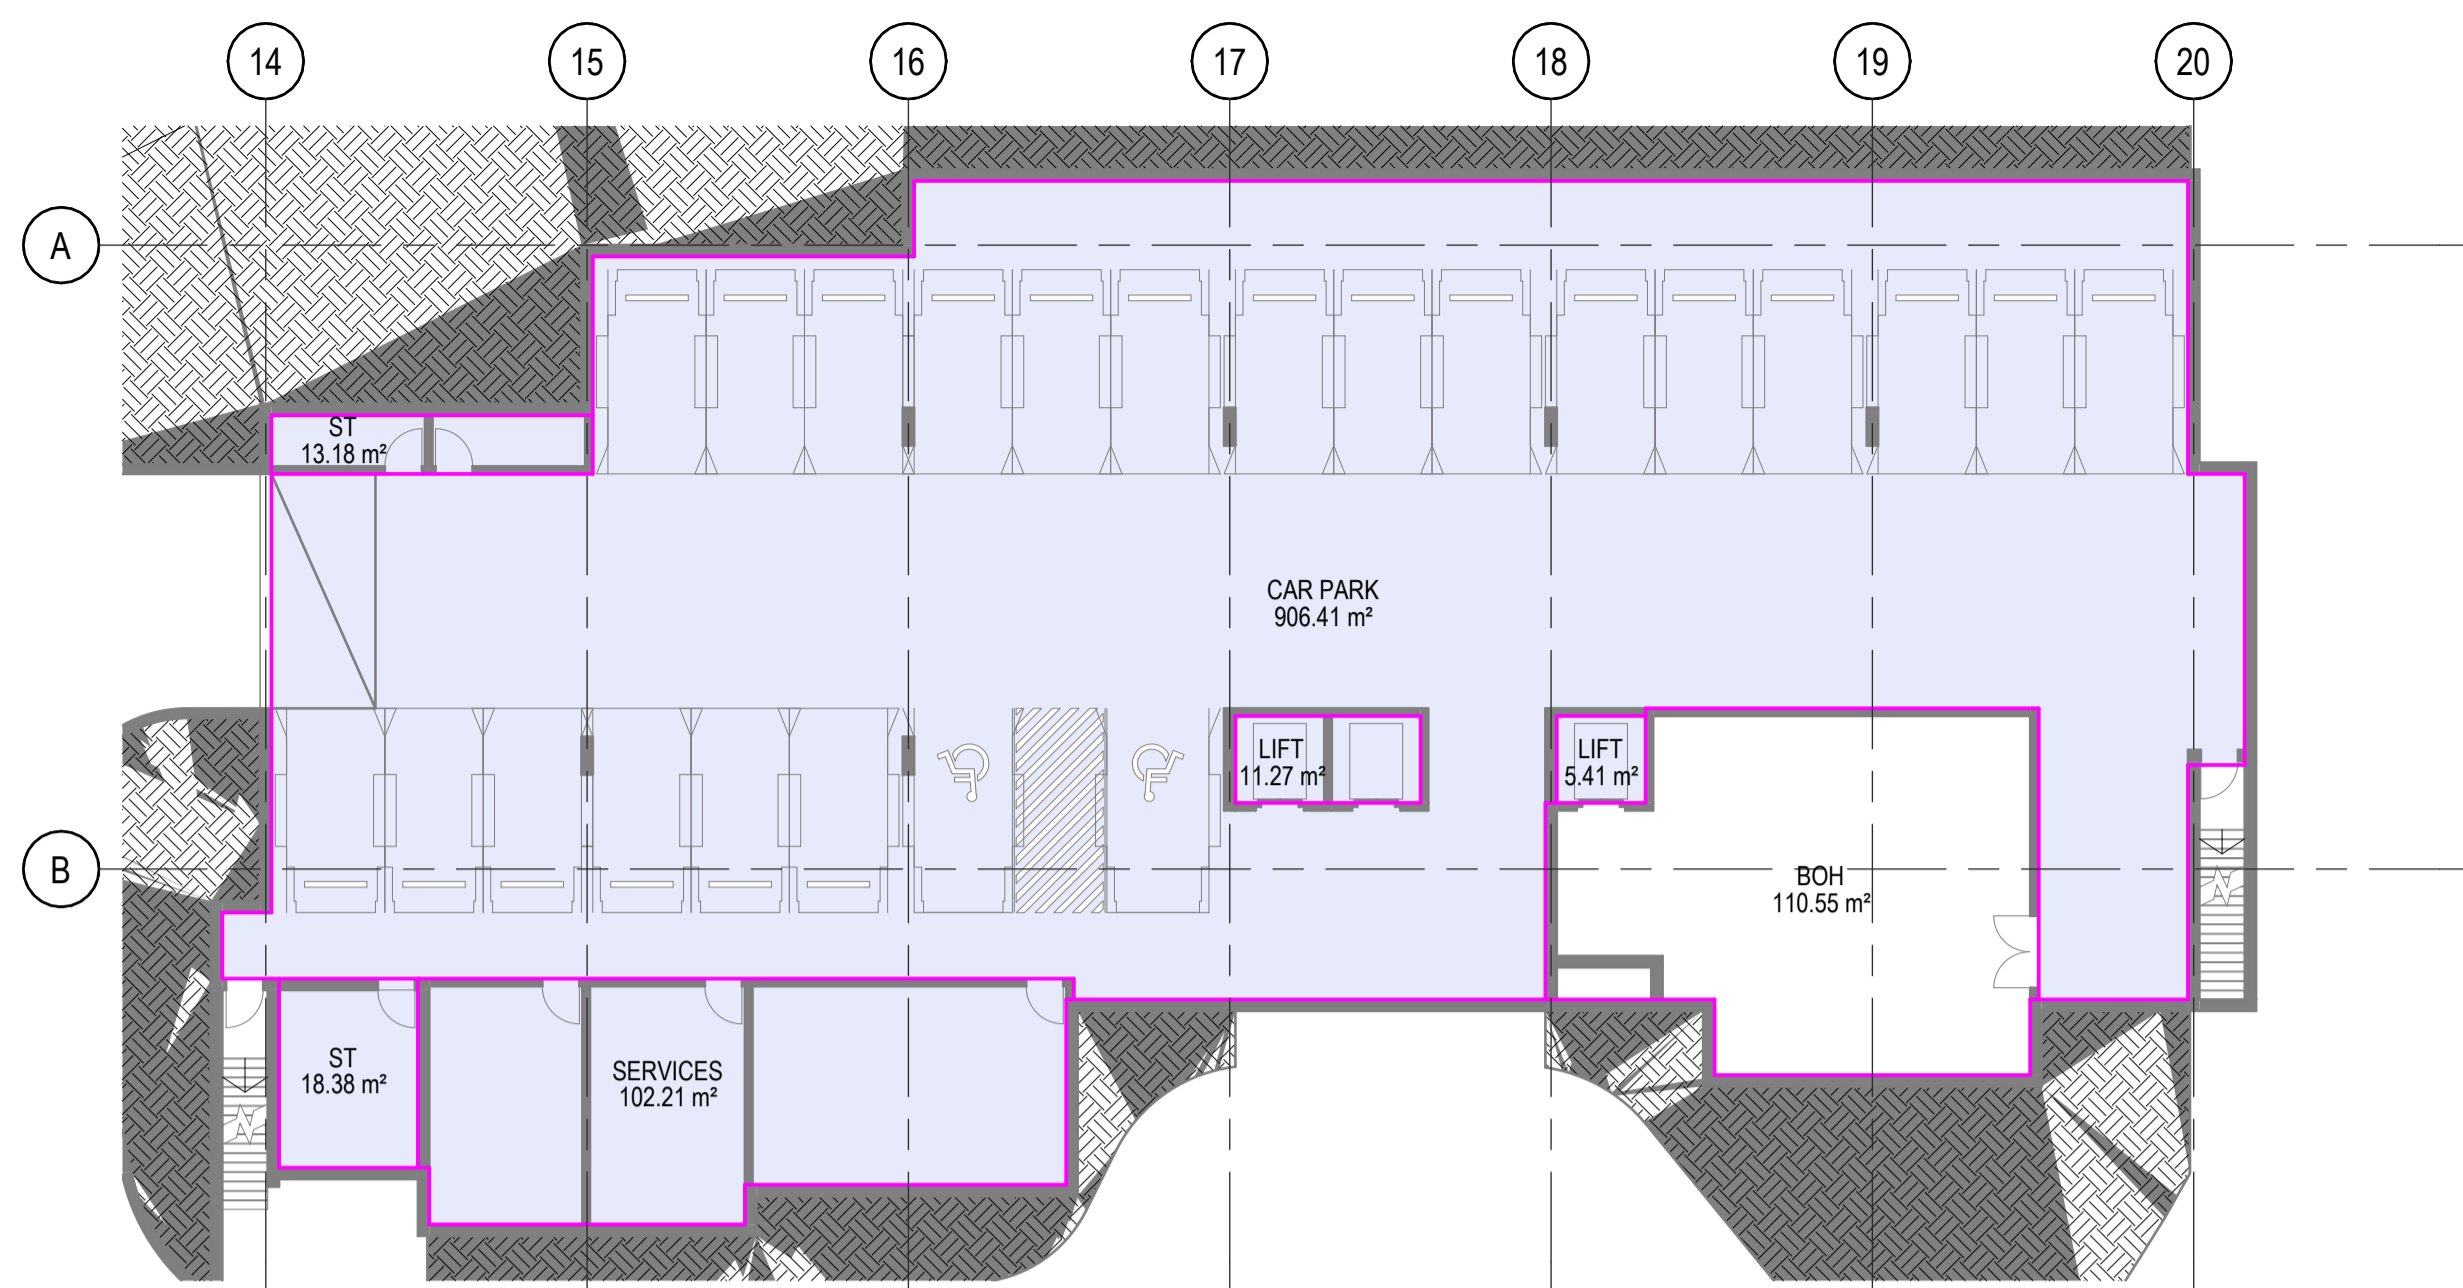 14 15 16 17 18 19 20
A
ST
13.18 m²
CAR PARK
906.41 m²
LIFT
11.27 m²
LIFT
5.41 m²
B
BOH
110.55 m²
ST
18.38 m²
SERVICES
102.21 m²